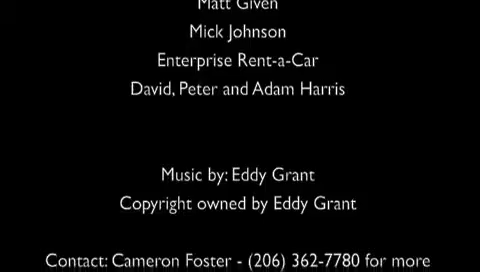 Matt Given
Mick Johnson
Enterprise Rent-a-Car
David, Peter and Adam Harris
Music by: Eddy Grant
Copyright owned by Eddy Grant
Contact: Cameron Foster - (206) 362-7780 for more